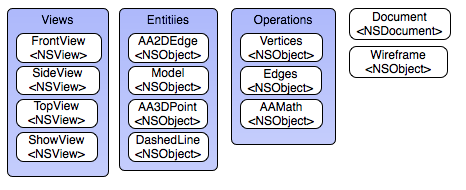 Views
FrontView
<NSView>
SideView
<NSView>
TopView
<NSView>
ShowView
<NSView>
Entitiies
AA2DEdge
<NSObject>
Model
<NSObject>
AA3DPoint
<NSObject>
DashedLine
<NSObject>
Operations
Vertices
<NSObject>
Edges
<NSObject>
AAMath
<NSObject>
Document
<NSDocument>
Wireframe
<NSObject>